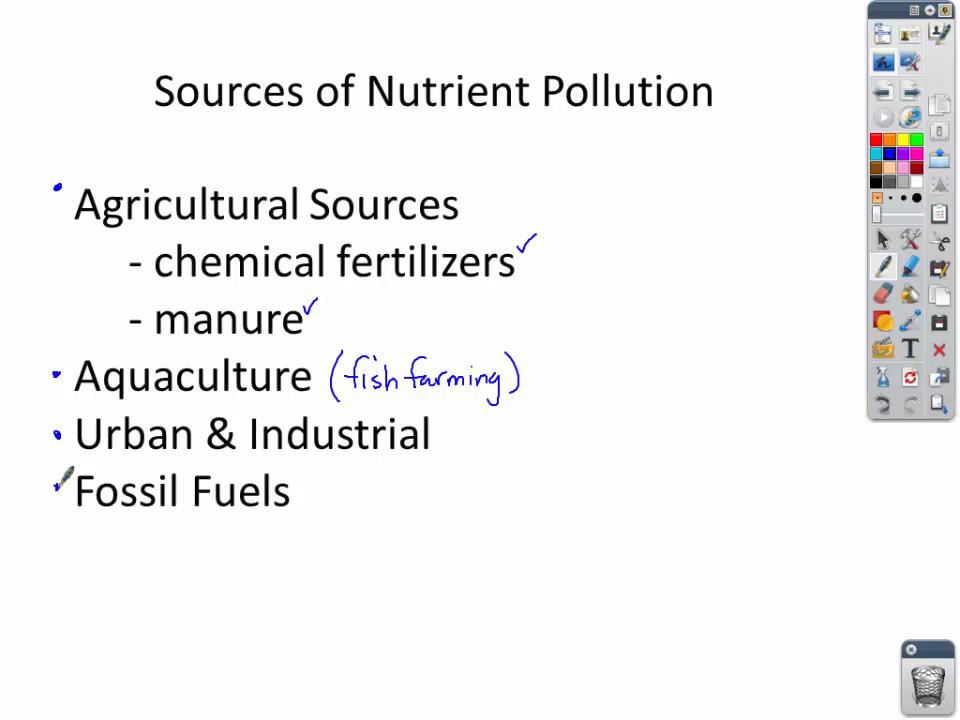 Sources of Nutrient Pollution
Agricultural Sources
- chemical fertilizers
- manure
Aquaculture (fish farming)
Urban & Industrial
Fossil Fuels